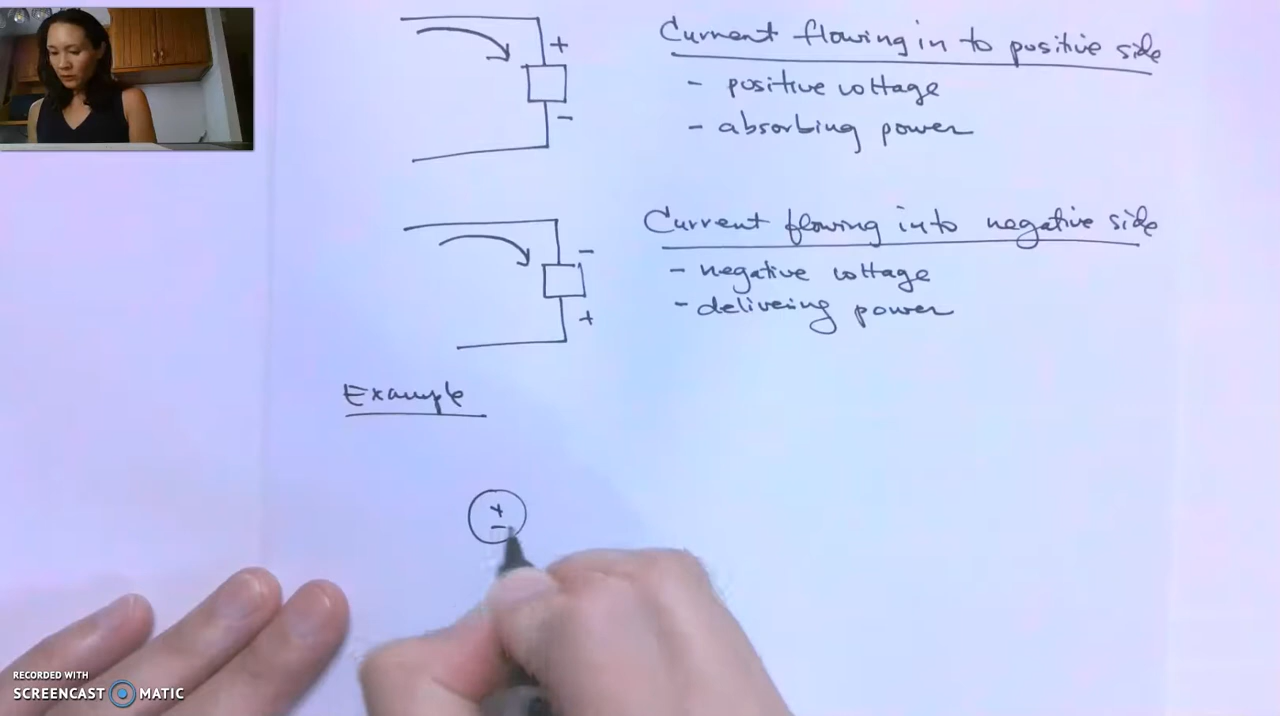 Current flowing in to positive side
+
- positive voltage
-
- absorbing power
Current flowing into negative side
-
- negative voltage
- delivering power
+
Example
+
-
RECORDED WITH
SCREENCAST MATIC